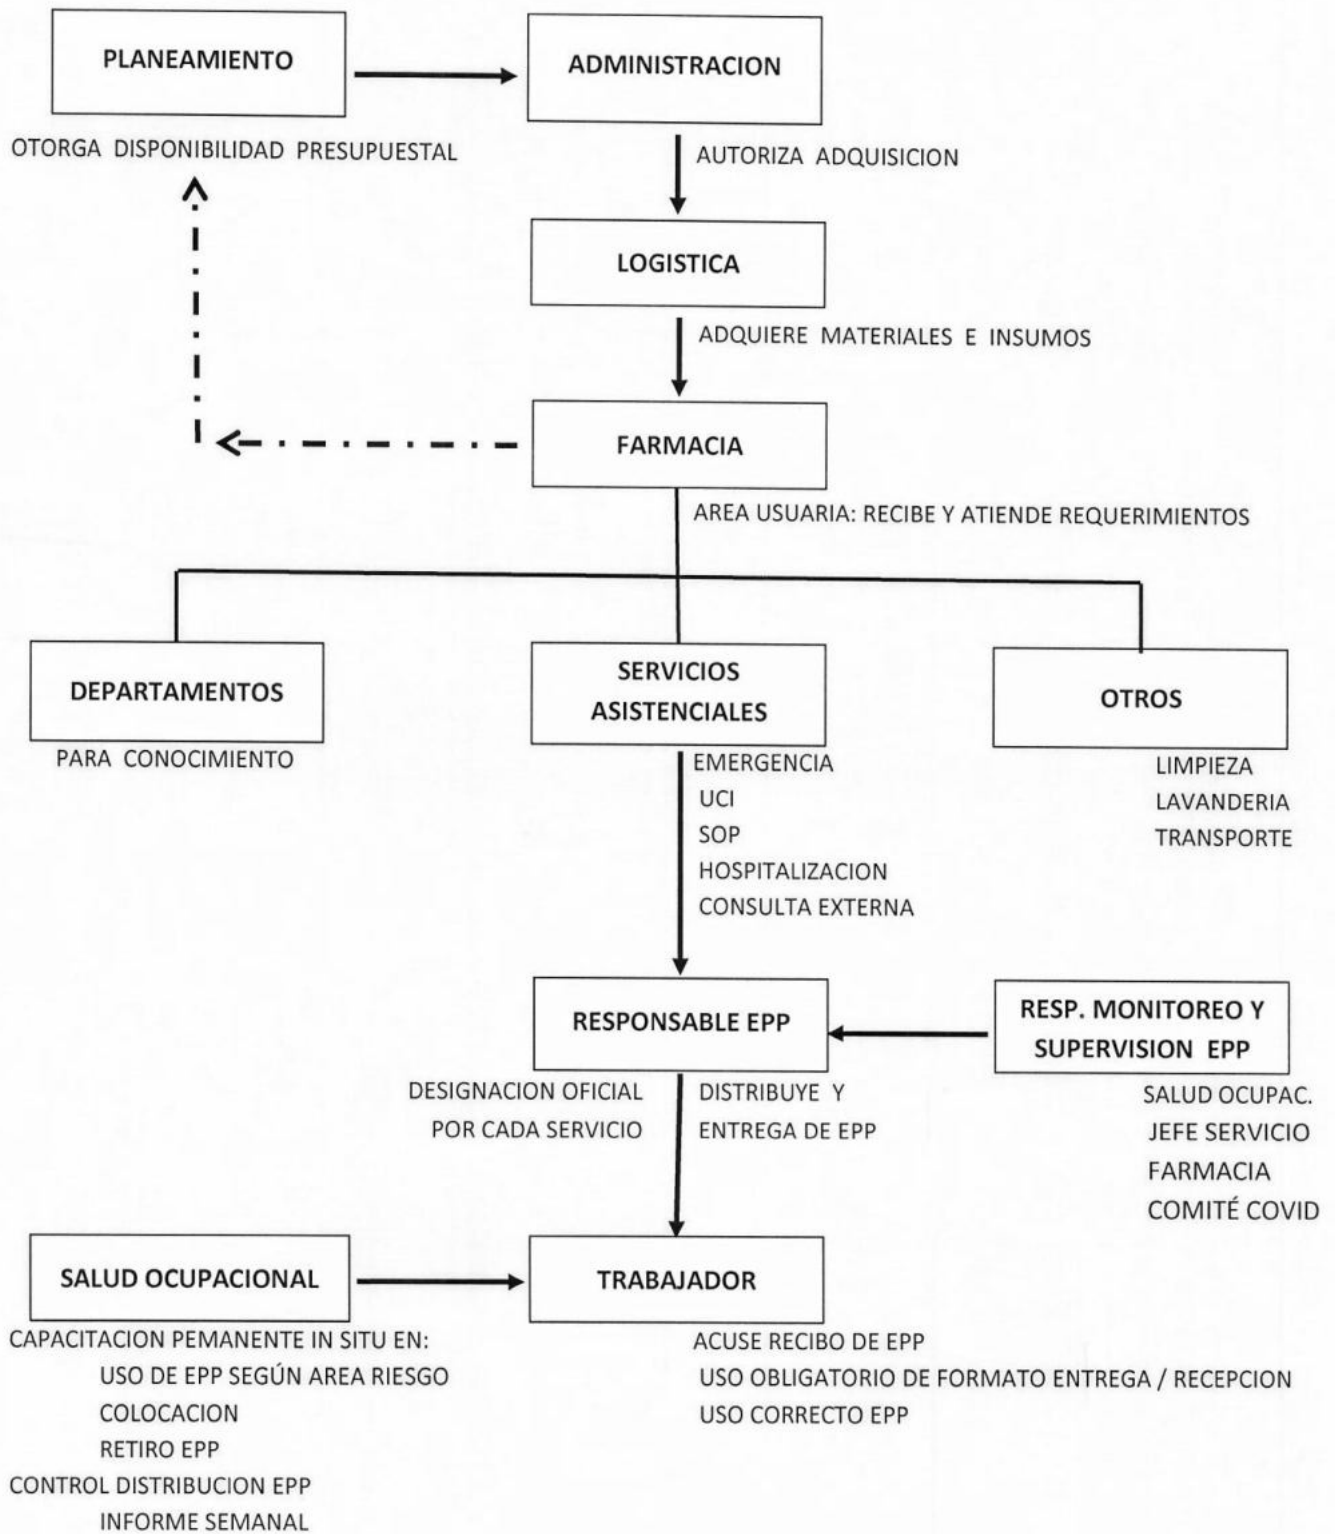 PLANEAMIENTO
ADMINISTRACION
OTORGA DISPONIBILIDAD PRESUPUESTAL
AUTORIZA ADQUISICION
LOGISTICA
ADQUIERE MATERIALES E INSUMOS
FARMACIA
AREA USUARIA: RECIBE Y ATIENDE REQUERIMIENTOS
DEPARTAMENTOS
PARA CONOCIMIENTO
SERVICIOS
ASISTENCIALES
EMERGENCIA
UCI
SOP
HOSPITALIZACION
CONSULTA EXTERNA
OTROS
LIMPIEZA
LAVANDERIA
TRANSPORTE
RESPONSABLE EPP
DESIGNACION OFICIAL
POR CADA SERVICIO
DISTRIBUYE Y
ENTREGA DE EPP
RESP. MONITOREO Y
SUPERVISION EPP
SALUD OCUPAC.
JEFE SERVICIO
FARMACIA
COMITÉ COVID
SALUD OCUPACIONAL
CAPACITACION PEMANENTE IN SITU EN:
USO DE EPP SEGÚN AREA RIESGO
COLOCACION
RETIRO EPP
CONTROL DISTRIBUCION EPP
INFORME SEMANAL
TRABAJADOR
ACUSE RECIBO DE EPP
USO OBLIGATORIO DE FORMATO ENTREGA / RECEPCION
USO CORRECTO EPP